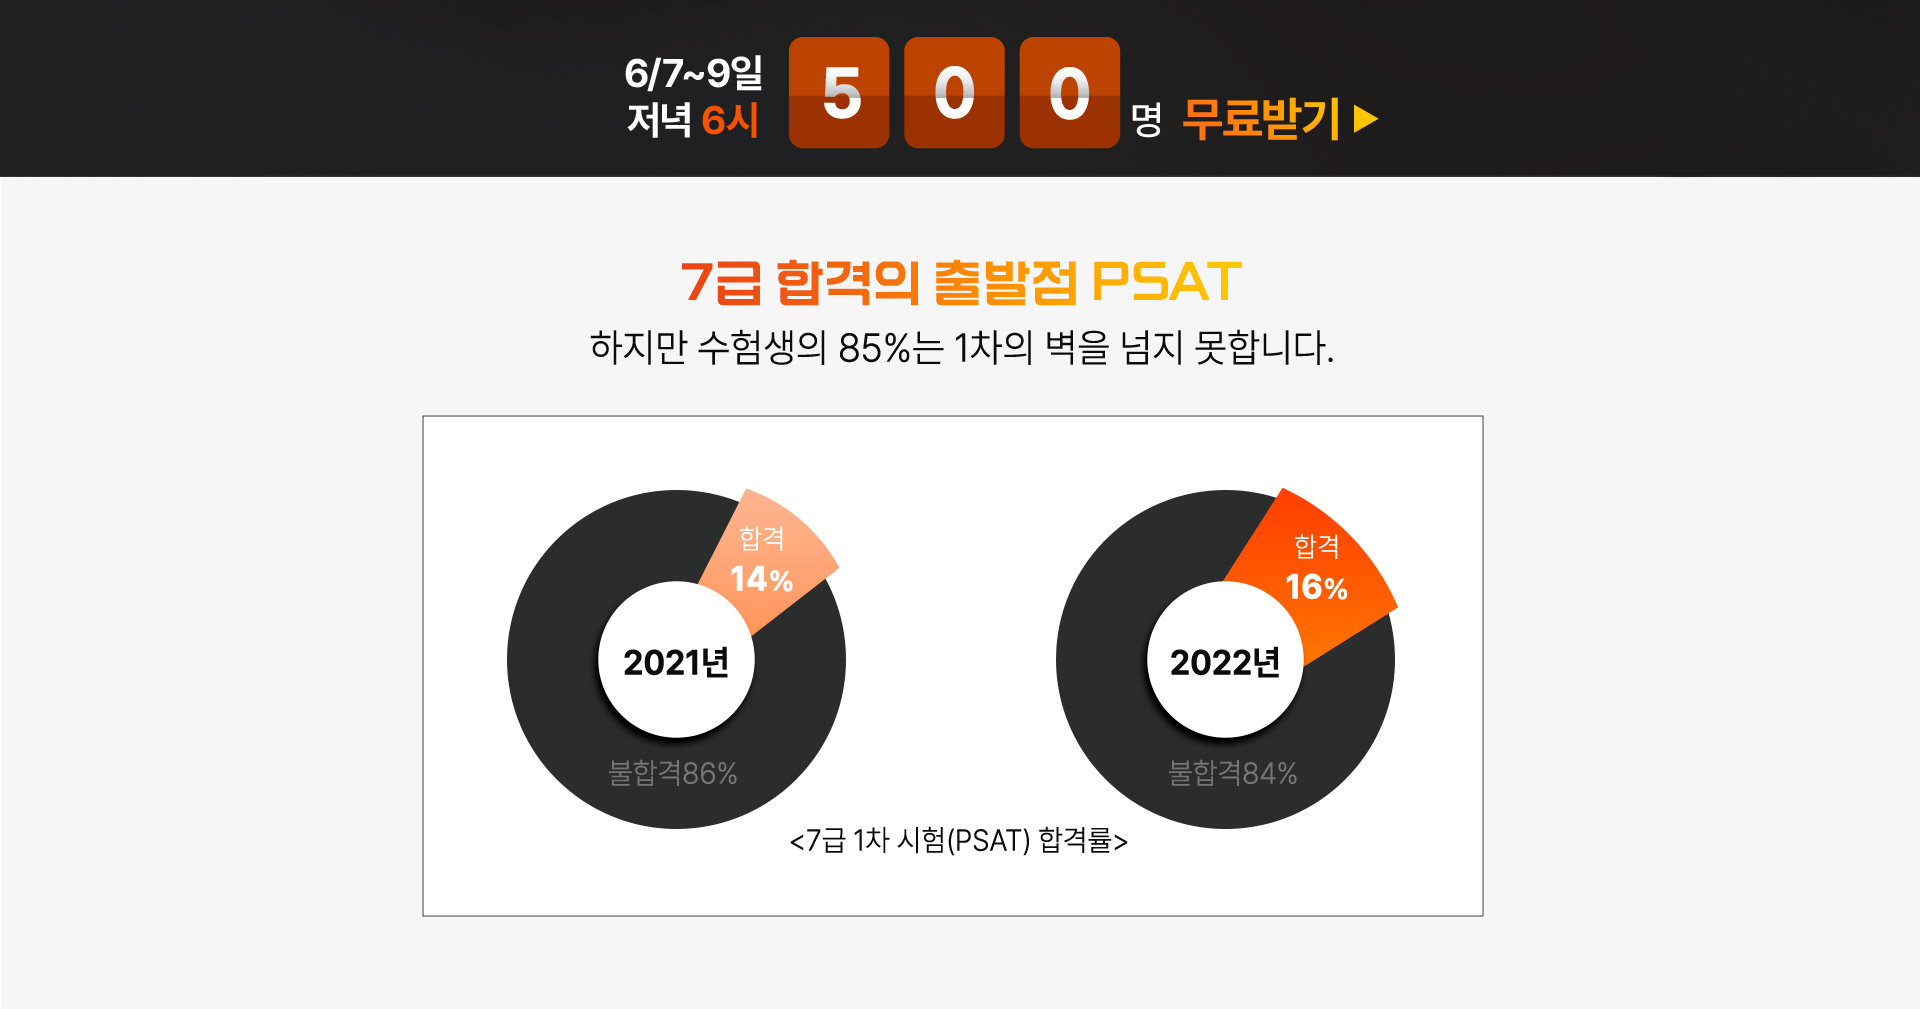 6/7~9일
저녁 6시
5 0 0 명 무료받기 ▶
7급 합격의 출발점 PSAT
하지만 수험생의 85%는 1차의 벽을 넘지 못합니다.
합격
14%
2021년
불합격86%
합격
16%
2022년
불합격84%
<7급 1차 시험(PSAT) 합격률>